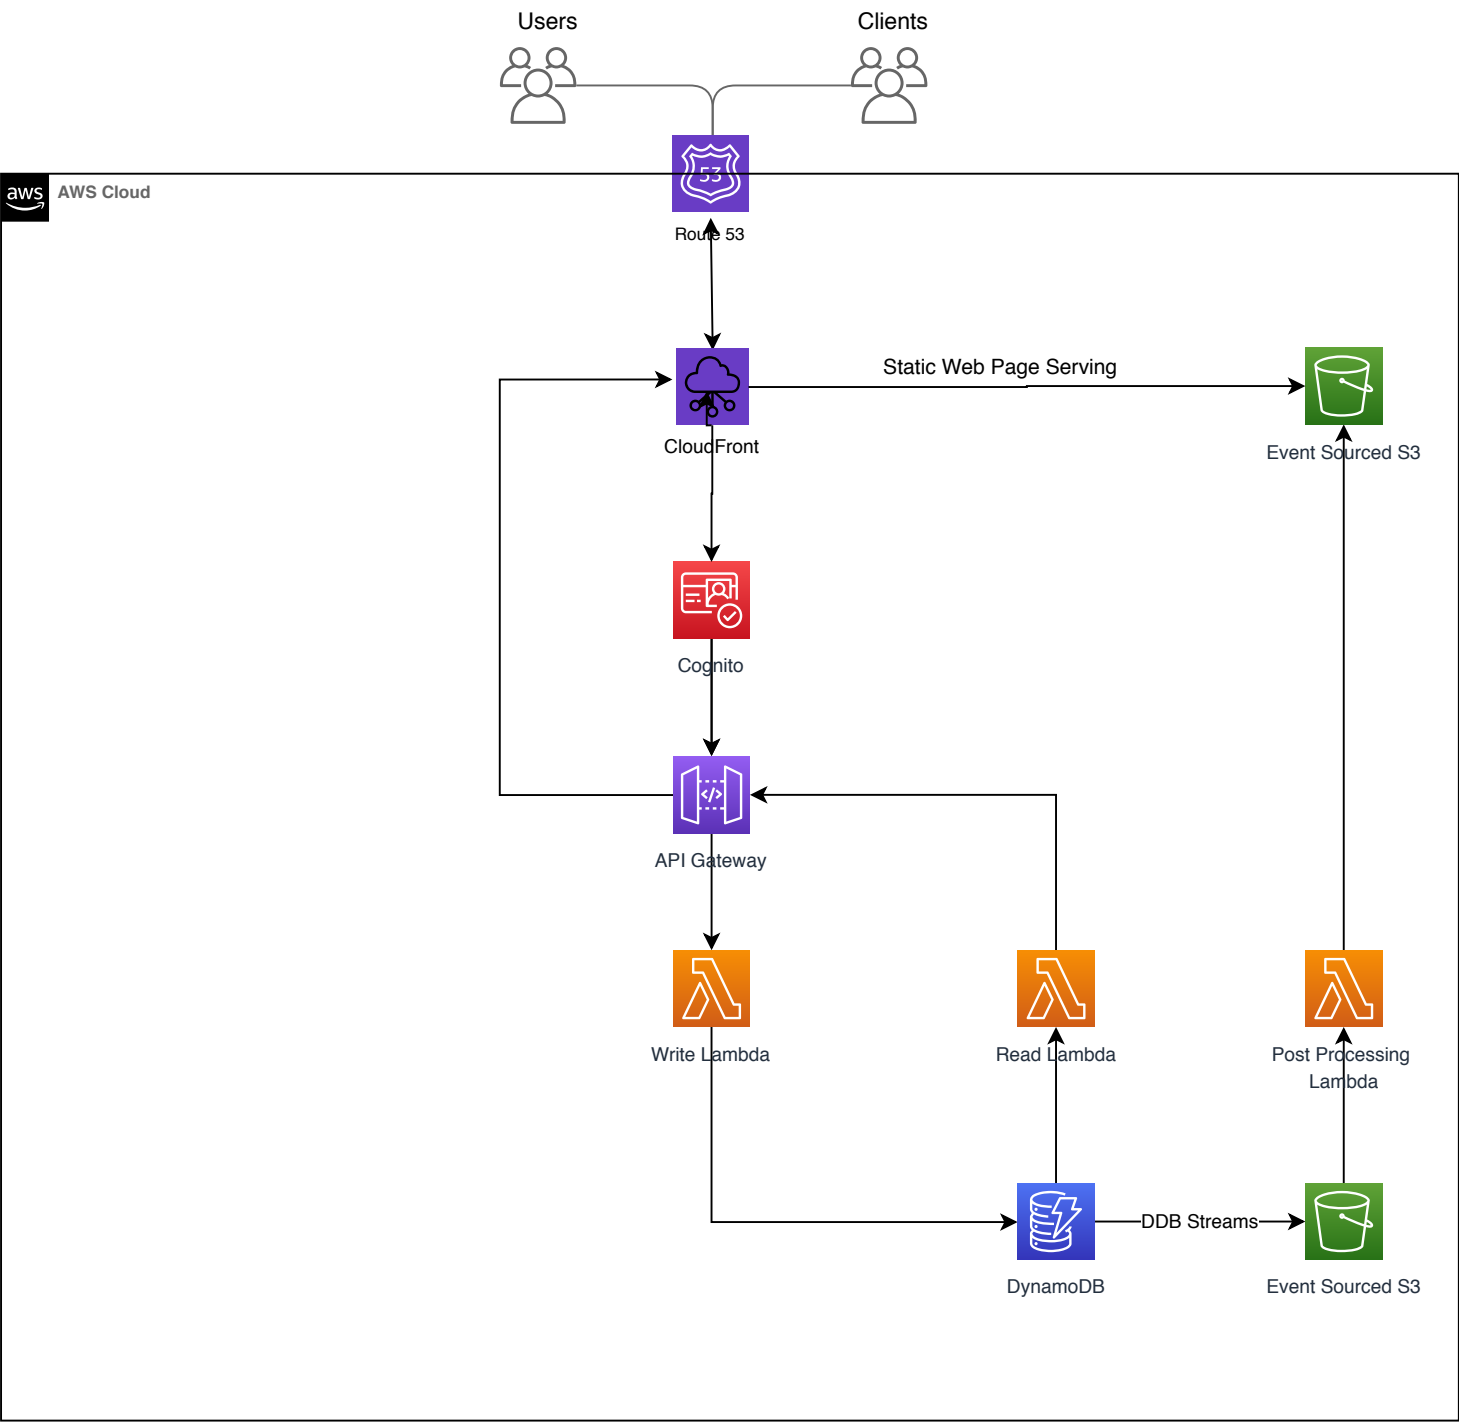 Users
Clients
53
aws
AWS Cloud
Route 53
Static Web Page Serving
CloudFront
Event Sourced S3
Cognito
</>
API Gateway
Write Lambda
Read Lambda
Post Processing
Lambda
DDB Streams
DynamoDB
Event Sourced S3